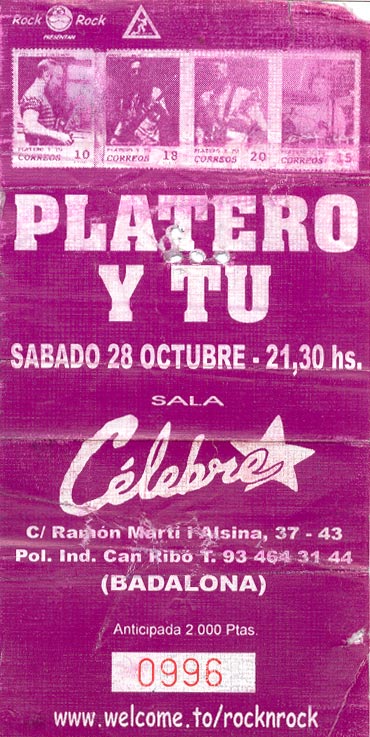 Rock Rock
PRESENTAN
PLATERO Y TU
CORREOS 10
PLATERO Y TU
CORREOS 18
PLATERO Y TU
CORREOS 20
PLATERO Y TU
CORREOS 15
PLATERO
Y TU
SABADO 28 OCTUBRE - 21,30 hs.
SALA
Célebre
C/ Ramón Martí i Alsina, 37 - 43
Pol. Ind. Can Ribó T. 93 464 31 44
(BADALONA)
Anticipada 2.000 Ptas.
0996
www.welcome.to/rocknrock